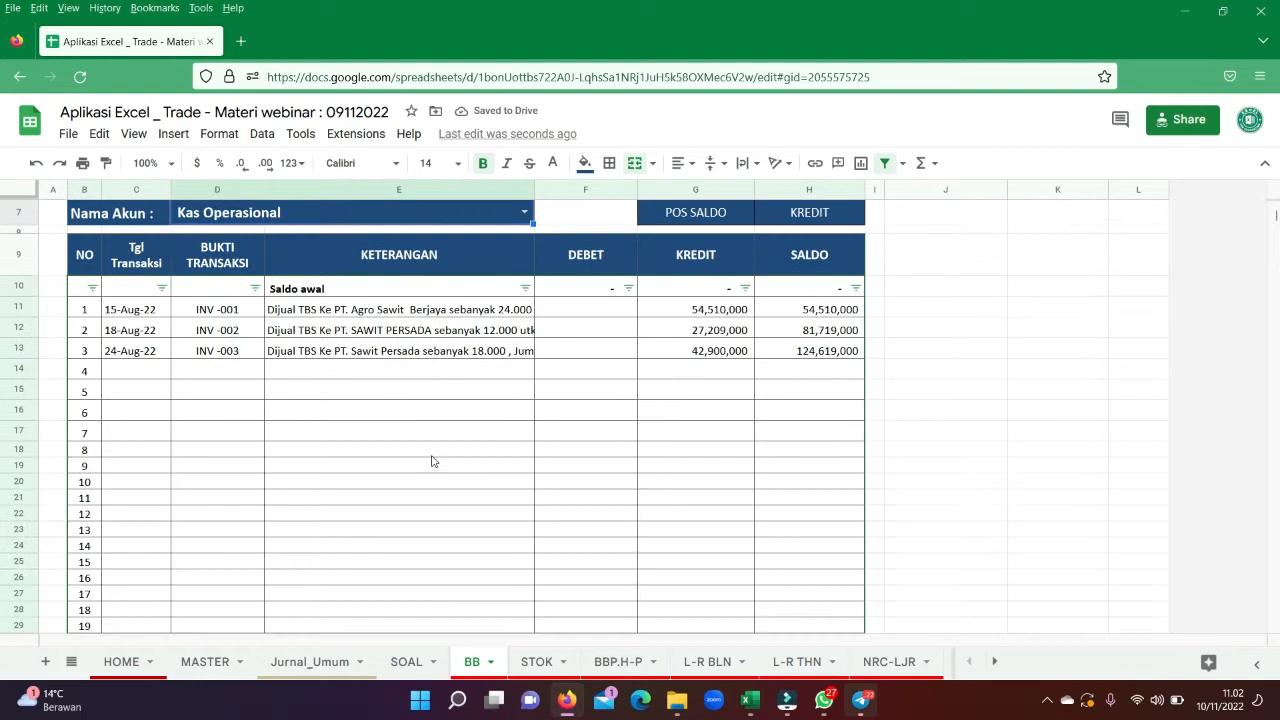 File Edit View History Bookmarks Tools Help
Aplikasi Excel _ Trade - Materi w
https://docs.google.com/spreadsheets/d/1bonUottbs722A0J-LqhsSa1NRj1JuH5k58OXMec6V2w/edit#gid=2055575725
Aplikasi Excel _ Trade - Materi webinar : 09112022 Saved to Drive
File Edit View Insert Format Data Tools Extensions Help Last edit was seconds ago Share
100% $ % .0 .00 123 Calibri 14 B I S A
A B C D E F G H I J K L
7 Nama Akun : Kas Operasional POS SALDO KREDIT
8
9 NO Tgl Transaksi BUKTI TRANSAKSI KETERANGAN DEBET KREDIT SALDO
10 Saldo awal - - -
11 1 15-Aug-22 INV -001 Dijual TBS Ke PT. Agro Sawit Berjaya sebanyak 24.000 54,510,000 54,510,000
12 2 18-Aug-22 INV -002 Dijual TBS Ke PT. SAWIT PERSADA sebanyak 12.000 utk 27,209,000 81,719,000
13 3 24-Aug-22 INV -003 Dijual TBS Ke PT. Sawit Persada sebanyak 18.000 , Jum 42,900,000 124,619,000
14 4
15 5
16 6
17 7
18 8
19 9
20 10
21 11
22 12
23 13
24 14
25 15
26 16
27 17
28 18
29 19
HOME MASTER Jurnal_Umum SOAL BB STOK BBP.H-P L-R BLN L-R THN NRC-LJR
1 14°C
Berawan
1
zoom
27
22
11.02
10/11/2022